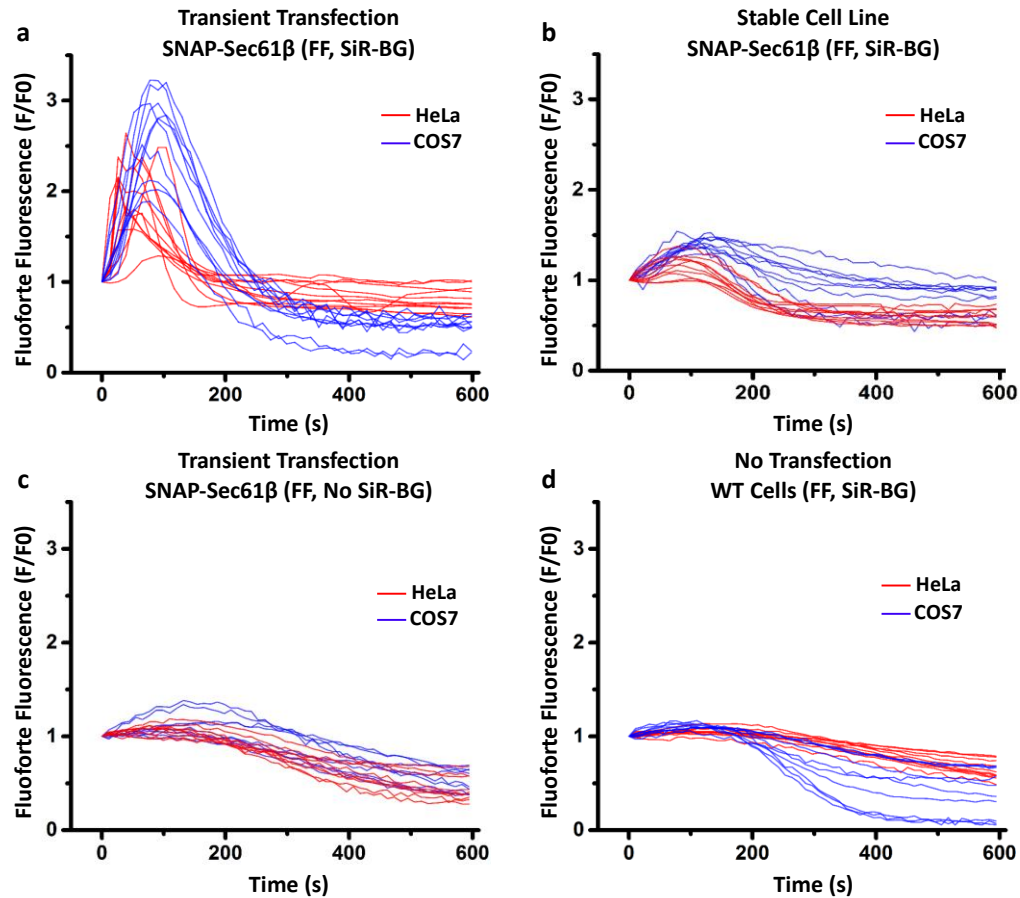 a
Transient Transfection
SNAP-Sec61β (FF, SiR-BG)
Fluoforte Fluorescence (F/F0)
3
2
1
0
HeLa
COS7
0 200 400 600
Time (s)
b
Stable Cell Line
SNAP-Sec61β (FF, SiR-BG)
Fluoforte Fluorescence (F/F0)
3
2
1
0
HeLa
COS7
0 200 400 600
Time (s)
c
Transient Transfection
SNAP-Sec61β (FF, No SiR-BG)
Fluoforte Fluorescence (F/F0)
3
2
1
0
HeLa
COS7
0 200 400 600
Time (s)
d
No Transfection
WT Cells (FF, SiR-BG)
Fluoforte Fluorescence (F/F0)
3
2
1
0
HeLa
COS7
0 200 400 600
Time (s)